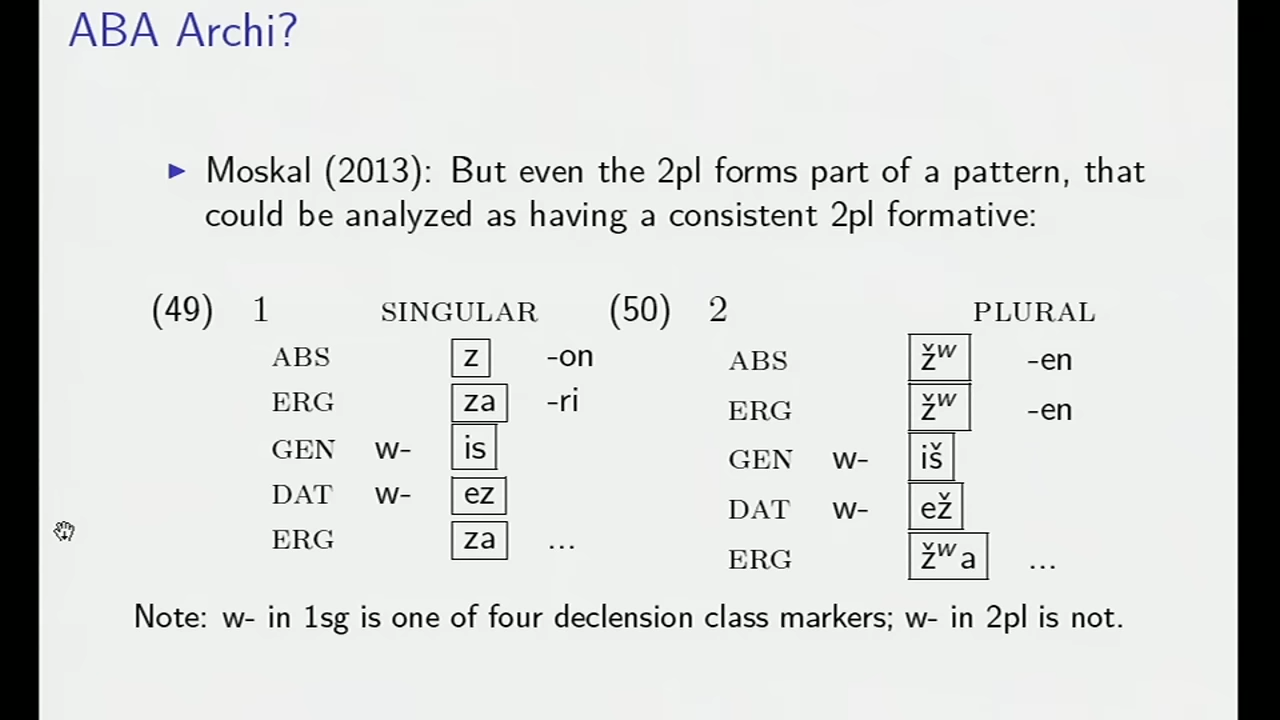 ABA Archi?
▶ Moskal (2013): But even the 2pl forms part of a pattern, that
could be analyzed as having a consistent 2pl formative:
(49) 1 SINGULAR (50) 2 PLURAL
ABS z -on ABS žʷ -en
ERG za -ri ERG žʷ -en
GEN w- is GEN w- iš
DAT w- ez DAT w- ež
ERG za ... ERG žʷa ...
Note: w- in 1sg is one of four declension class markers; w- in 2pl is not.